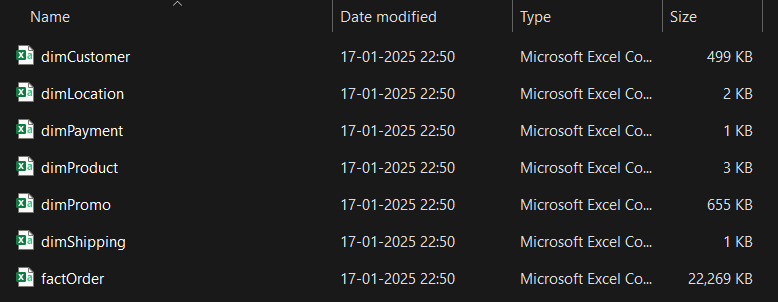 Name Date modified Type Size
dimCustomer 17-01-2025 22:50 Microsoft Excel Co... 499 KB
dimLocation 17-01-2025 22:50 Microsoft Excel Co... 2 KB
dimPayment 17-01-2025 22:50 Microsoft Excel Co... 1 KB
dimProduct 17-01-2025 22:50 Microsoft Excel Co... 3 KB
dimPromo 17-01-2025 22:50 Microsoft Excel Co... 655 KB
dimShipping 17-01-2025 22:50 Microsoft Excel Co... 1 KB
factOrder 17-01-2025 22:50 Microsoft Excel Co... 22,269 KB